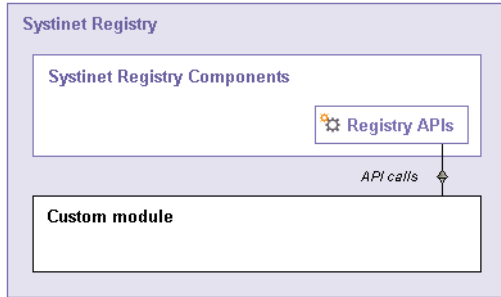 Systinet Registry
Systinet Registry Components
Registry APIs
API calls
Custom module